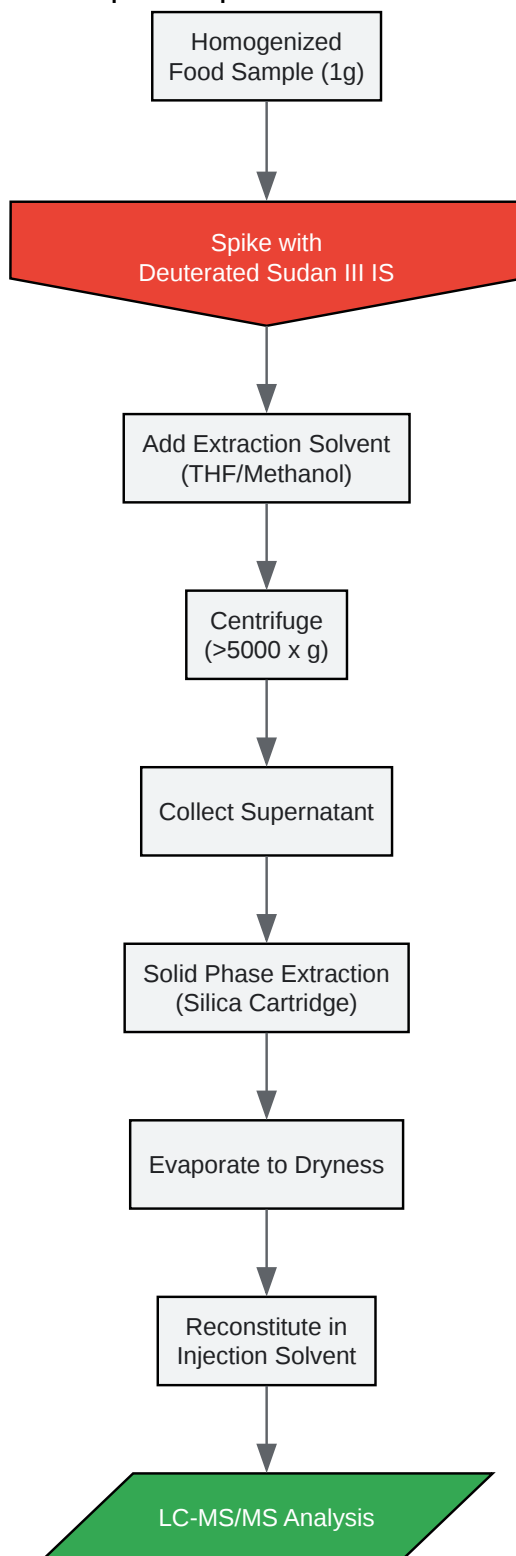 Homogenized
Food Sample (1g)
Spike with
Deuterated Sudan III IS
Add Extraction Solvent
(THF/Methanol)
Centrifuge
(>5000 x g)
Collect Supernatant
Solid Phase Extraction
(Silica Cartridge)
Evaporate to Dryness
Reconstitute in
Injection Solvent
LC-MS/MS Analysis